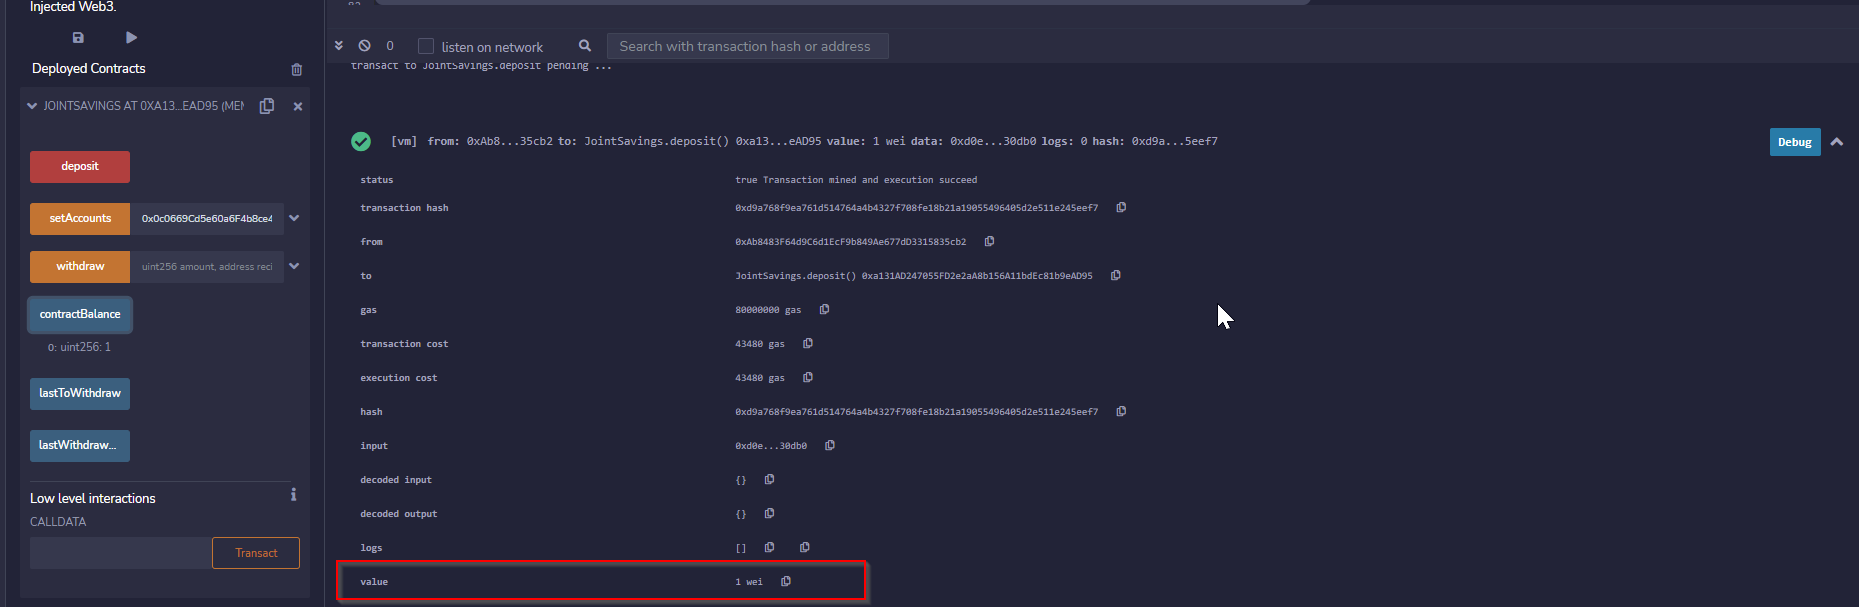 Injected Web3.
Deployed Contracts
JOINTSAVINGS AT 0XA13...EAD95 (MEM
deposit
setAccounts 0x0c0669Cd5e60a6F4b8ce4
withdraw uint256 amount, address reci
contractBalance
0: uint256: 1
lastToWithdraw
lastWithdraw...
Low level interactions
i
CALLDATA
Transact
0 listen on network Search with transaction hash or address
transact to JointSavings.deposit pending ...
[vm] from: 0xAb8...35cb2 to: JointSavings.deposit() 0xa13...eAD95 value: 1 wei data: 0xd0e...30db0 logs: 0 hash: 0xd9a...5eef7
Debug
status true Transaction mined and execution succeed
transaction hash 0xd9a768f9ea761d514764a4b4327f708fe18b21a19055496405d2e511e245eef7
from 0xAb8483F64d9C6d1EcF9b849Ae677dD3315835cb2
to JointSavings.deposit() 0xa131AD247055FD2e2aA8b156A11bdEc81b9eAD95
gas 80000000 gas
transaction cost 43480 gas
execution cost 43480 gas
hash 0xd9a768f9ea761d514764a4b4327f708fe18b21a19055496405d2e511e245eef7
input 0xd0e...30db0
decoded input {}
decoded output {}
logs []
value 1 wei